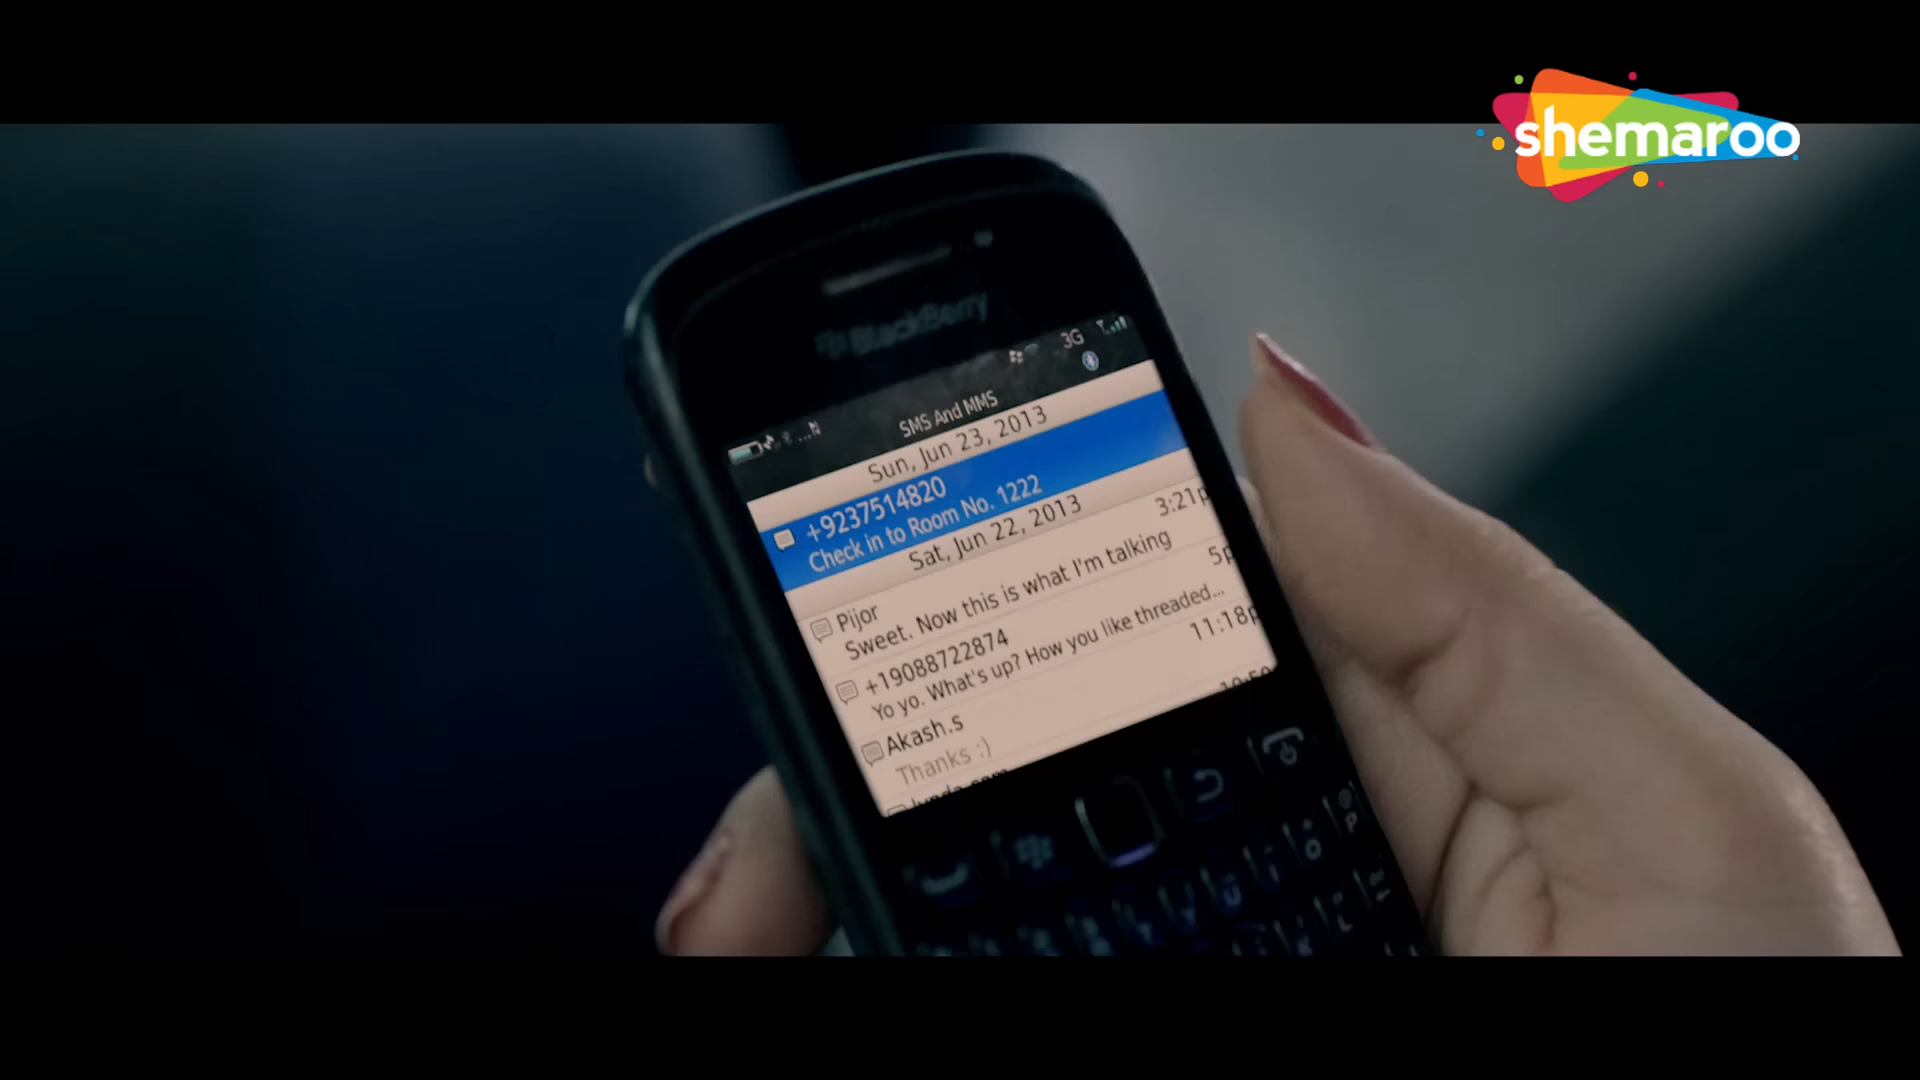 shemaroo
BlackBerry
3G
SMS And MMS
Sun, Jun 23, 2013
+9237514820
Check in to Room No. 1222
Sat, Jun 22, 2013
Pijor 3:21p
Sweet. Now this is what I'm talking
+19088722874 5p
Yo yo. What's up? How you like threaded...
Akash.s 11:18p
Thanks :)